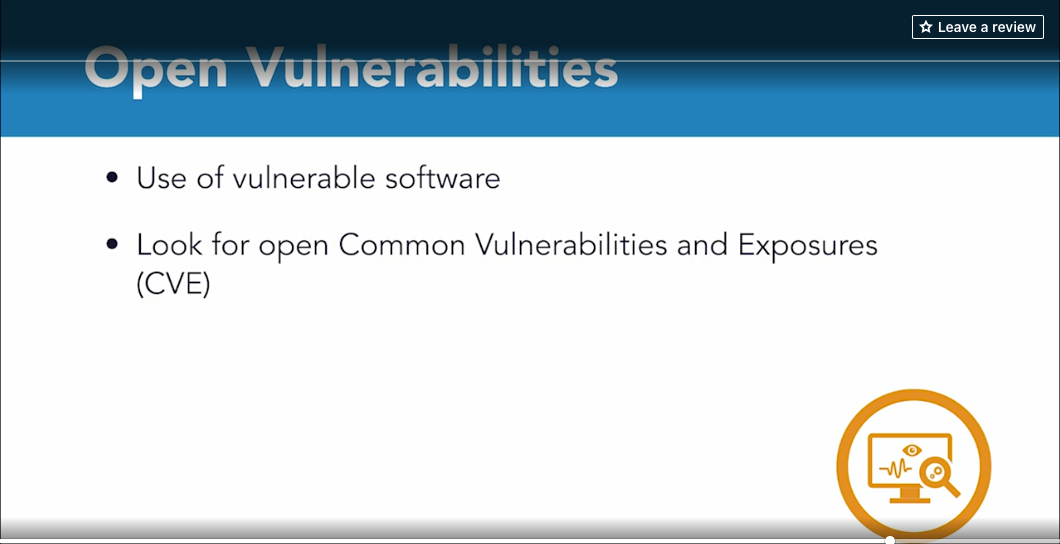 Leave a review
Open Vulnerabilities
• Use of vulnerable software
• Look for open Common Vulnerabilities and Exposures
(CVE)